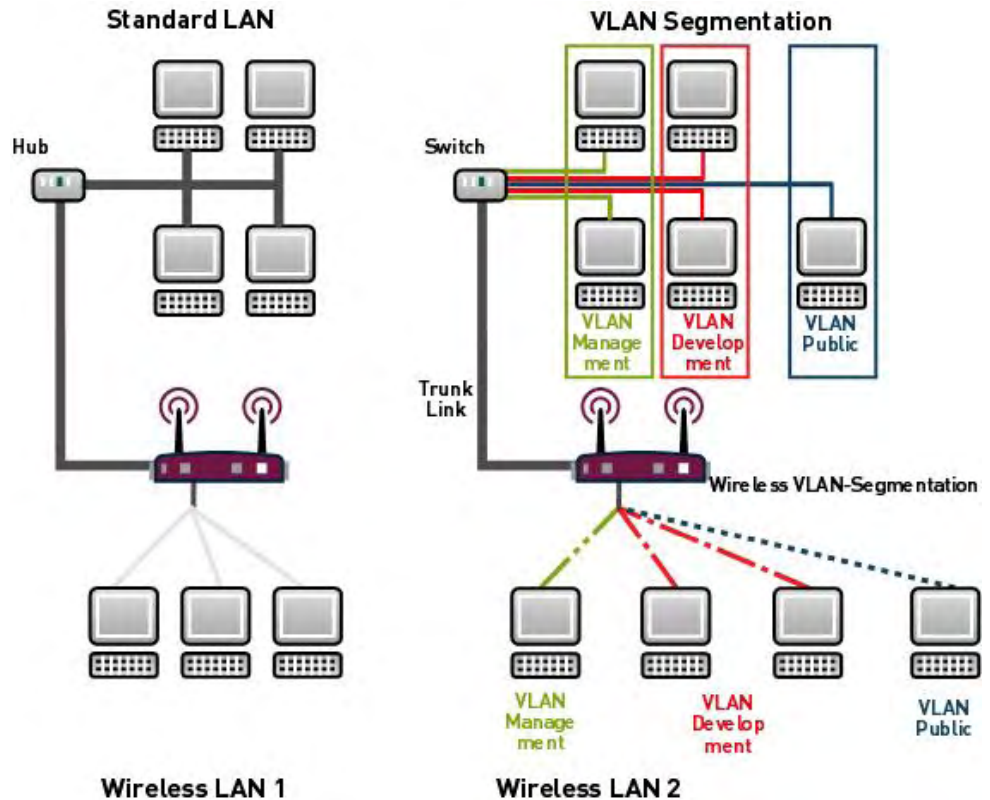 Standard LAN
VLAN Segmentation
Hub
Switch
VLAN
Manage
ment
VLAN
Develop
ment
VLAN
Public
Trunk
Link
Wireless VLAN-Segmentation
VLAN
Manage
ment
VLAN
Develop
ment
VLAN
Public
Wireless LAN 1
Wireless LAN 2